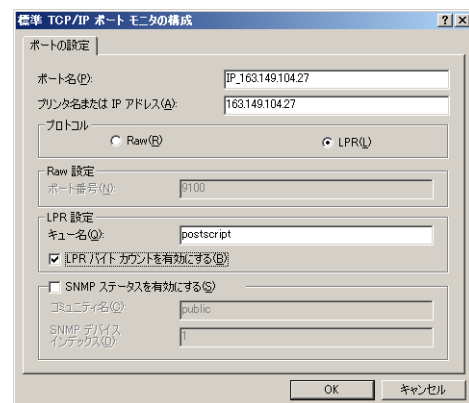 標準 TCP/IP ポート モニタの構成
ポートの設定
ポート名(P):
IP_163.149.104.27
プリンタ名または IP アドレス(A):
163.149.104.27
プロトコル
Raw(R)
LPR(L)
Raw 設定
ポート番号(N):
9100
LPR 設定
キュー名(Q):
postscript
LPR バイト カウントを有効にする(B)
SNMP ステータスを有効にする(S)
コミュニティ名(C):
public
SNMP デバイス
インデックス(D):
1
OK
キャンセル